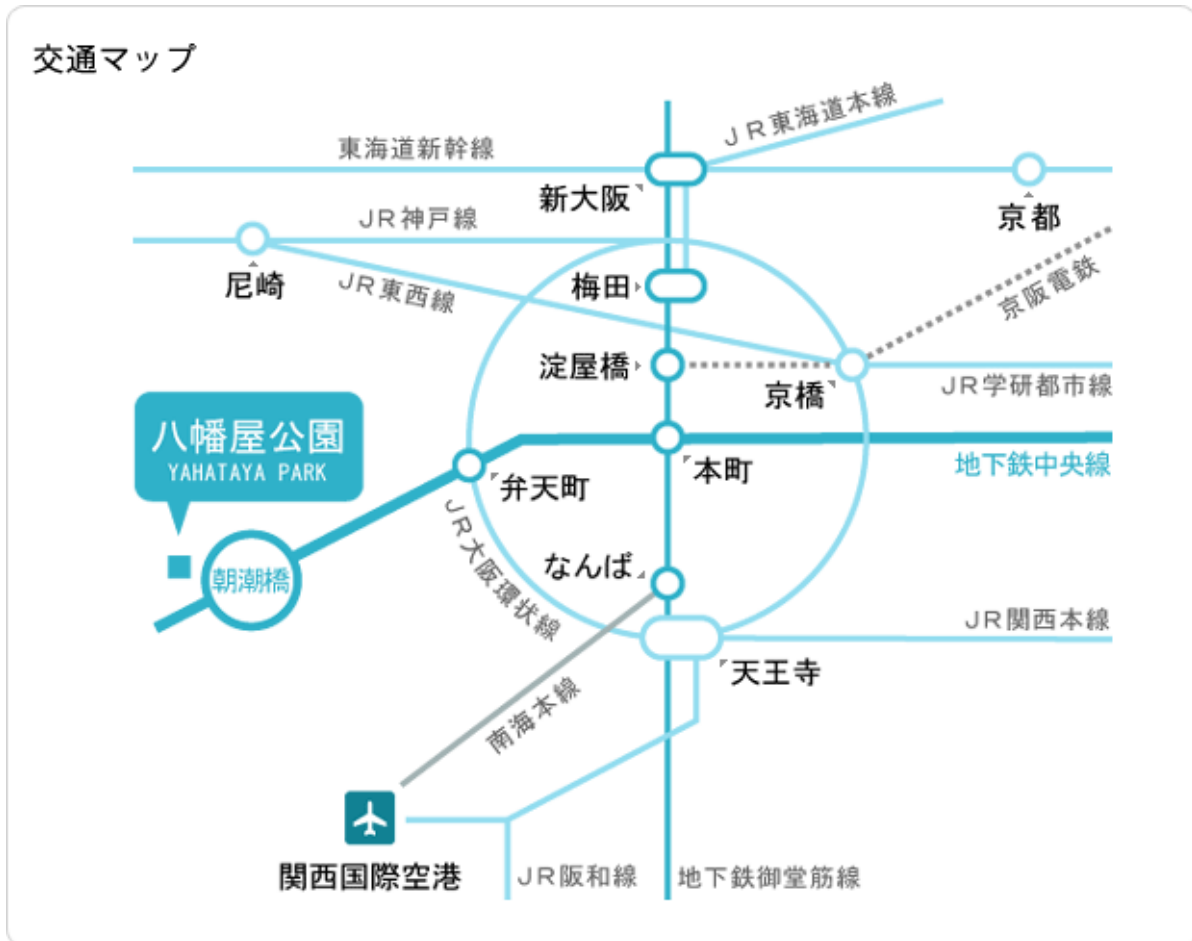 交通マップ
JR東海道本線
東海道新幹線
新大阪
京都
JR神戸線
尼崎
JR東西線
梅田
京阪電鉄
淀屋橋
京橋
JR学研都市線
八幡屋公園
YAHATAYA PARK
本町
地下鉄中央線
弁天町
JR大阪環状線
なんば
朝潮橋
JR関西本線
天王寺
南海本線
関西国際空港
JR阪和線
地下鉄御堂筋線